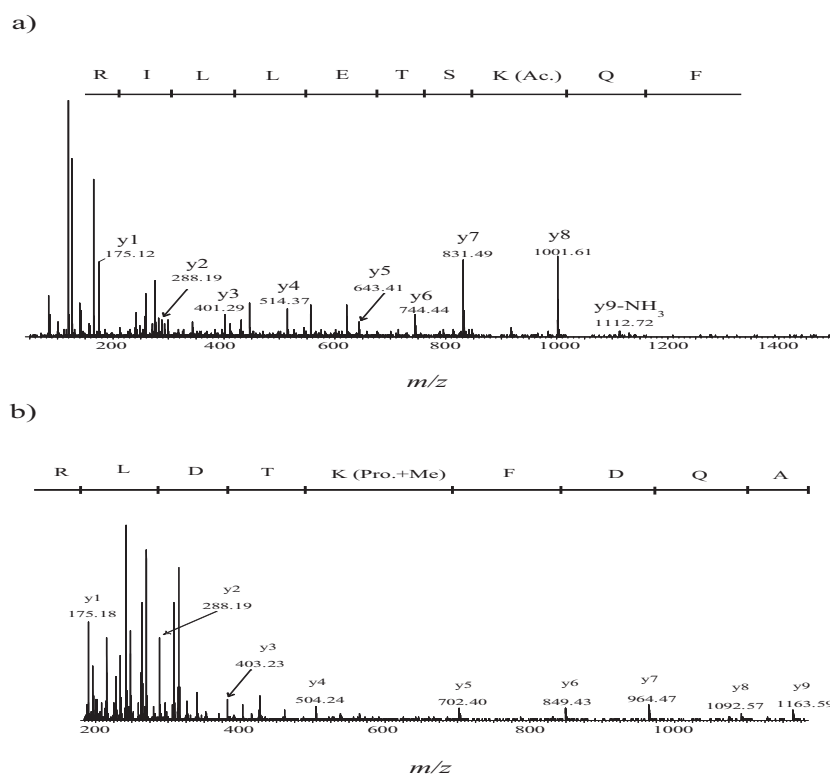 a)
R I L L E T S K (Ac.) Q F
y1
175.12
y2
288.19
y3
401.29
y4
514.37
y5
643.41
y6
744.44
y7
831.49
y8
1001.61
y9-NH3
1112.72
200 400 600 800 1000 1200 1400
m/z
b)
R L D T K (Pro.+Me) F D Q A
y1
175.18
y2
288.19
y3
403.23
y4
504.24
y5
702.40
y6
849.43
y7
964.47
y8
1092.57
y9
1163.59
200 400 600 800 1000
m/z